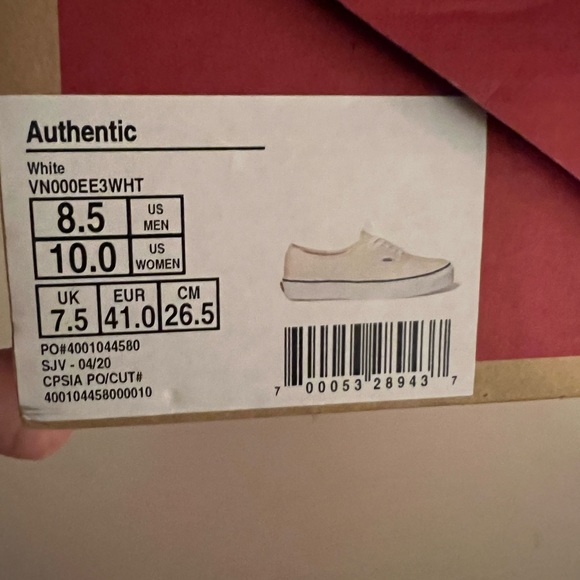 Authentic
White
VN000EE3WHT
8.5 US MEN
10.0 US WOMEN
UK EUR CM
7.5 41.0 26.5
PO#4001044580
SJV - 04/20
CPSIA PO/CUT#
400104458000010
7 00053 28943 7